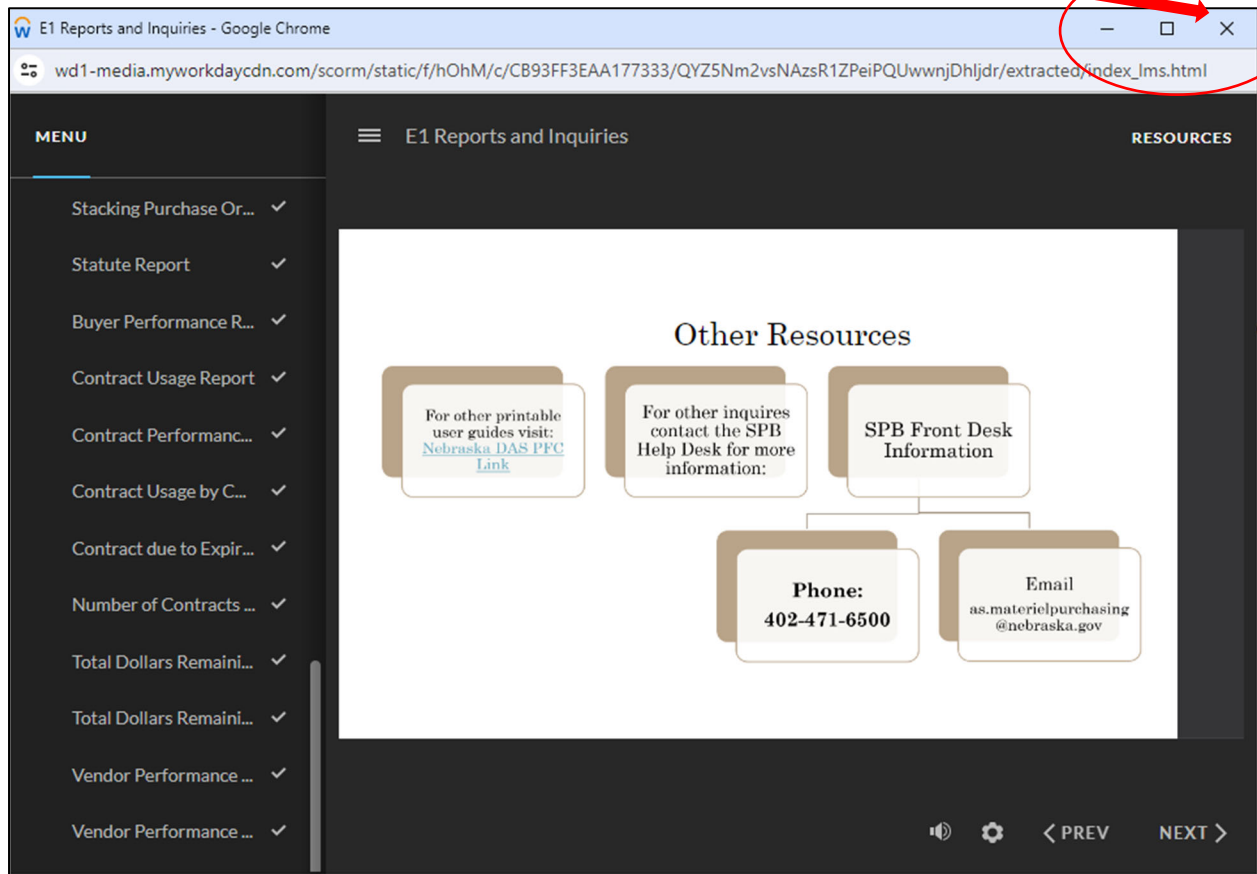 E1 Reports and Inquiries - Google Chrome
wd1-media.myworkdaycdn.com/scorm/static/f/hOhM/c/CB93FF3EAA177333/QYZ5Nm2vsNAzsR1ZPeiPQUwwnjDhljdr/extracted/index_lms.html
MENU
E1 Reports and Inquiries
RESOURCES
Stacking Purchase Or...
Statute Report
Buyer Performance R...
Contract Usage Report
Contract Performanc...
Contract Usage by C...
Contract due to Expir...
Number of Contracts ...
Total Dollars Remaini...
Total Dollars Remaini...
Vendor Performance ...
Vendor Performance ...
Other Resources
For other printable
user guides visit:
Nebraska DAS PFC
Link
For other inquires
contact the SPB
Help Desk for more
information:
SPB Front Desk
Information
Phone:
402-471-6500
Email
as.materielpurchasing
@nebraska.gov
PREV
NEXT